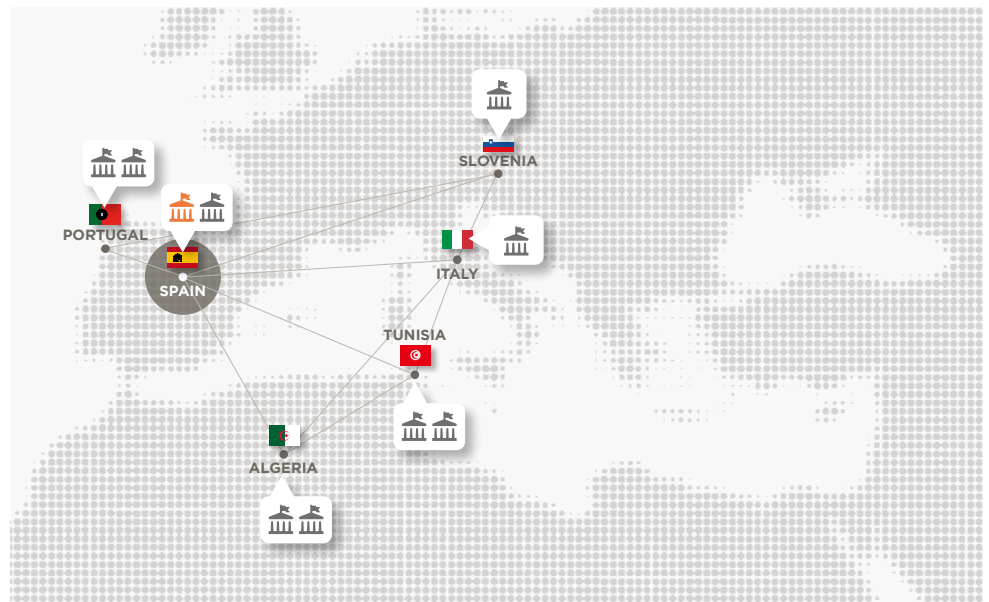 SLOVENIA
PORTUGAL
ITALY
SPAIN
TUNISIA
ALGERIA